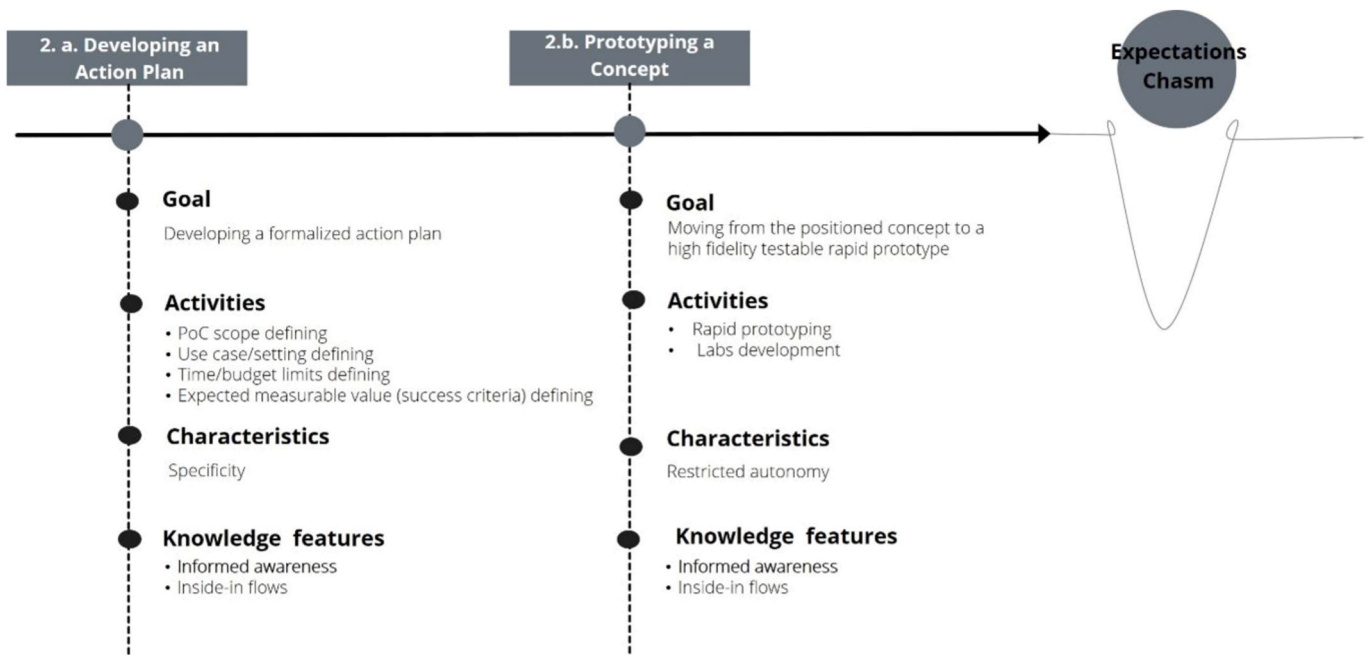 2. a. Developing an
Action Plan
Goal
Developing a formalized action plan
Activities
• PoC scope defining
• Use case/setting defining
• Time/budget limits defining
• Expected measurable value (success criteria) defining
Characteristics
Specificity
Knowledge features
• Informed awareness
• Inside-in flows
2.b. Prototyping a
Concept
Goal
Moving from the positioned concept to a
high fidelity testable rapid prototype
Activities
• Rapid prototyping
• Labs development
Characteristics
Restricted autonomy
Knowledge features
• Informed awareness
• Inside-in flows
Expectations
Chasm